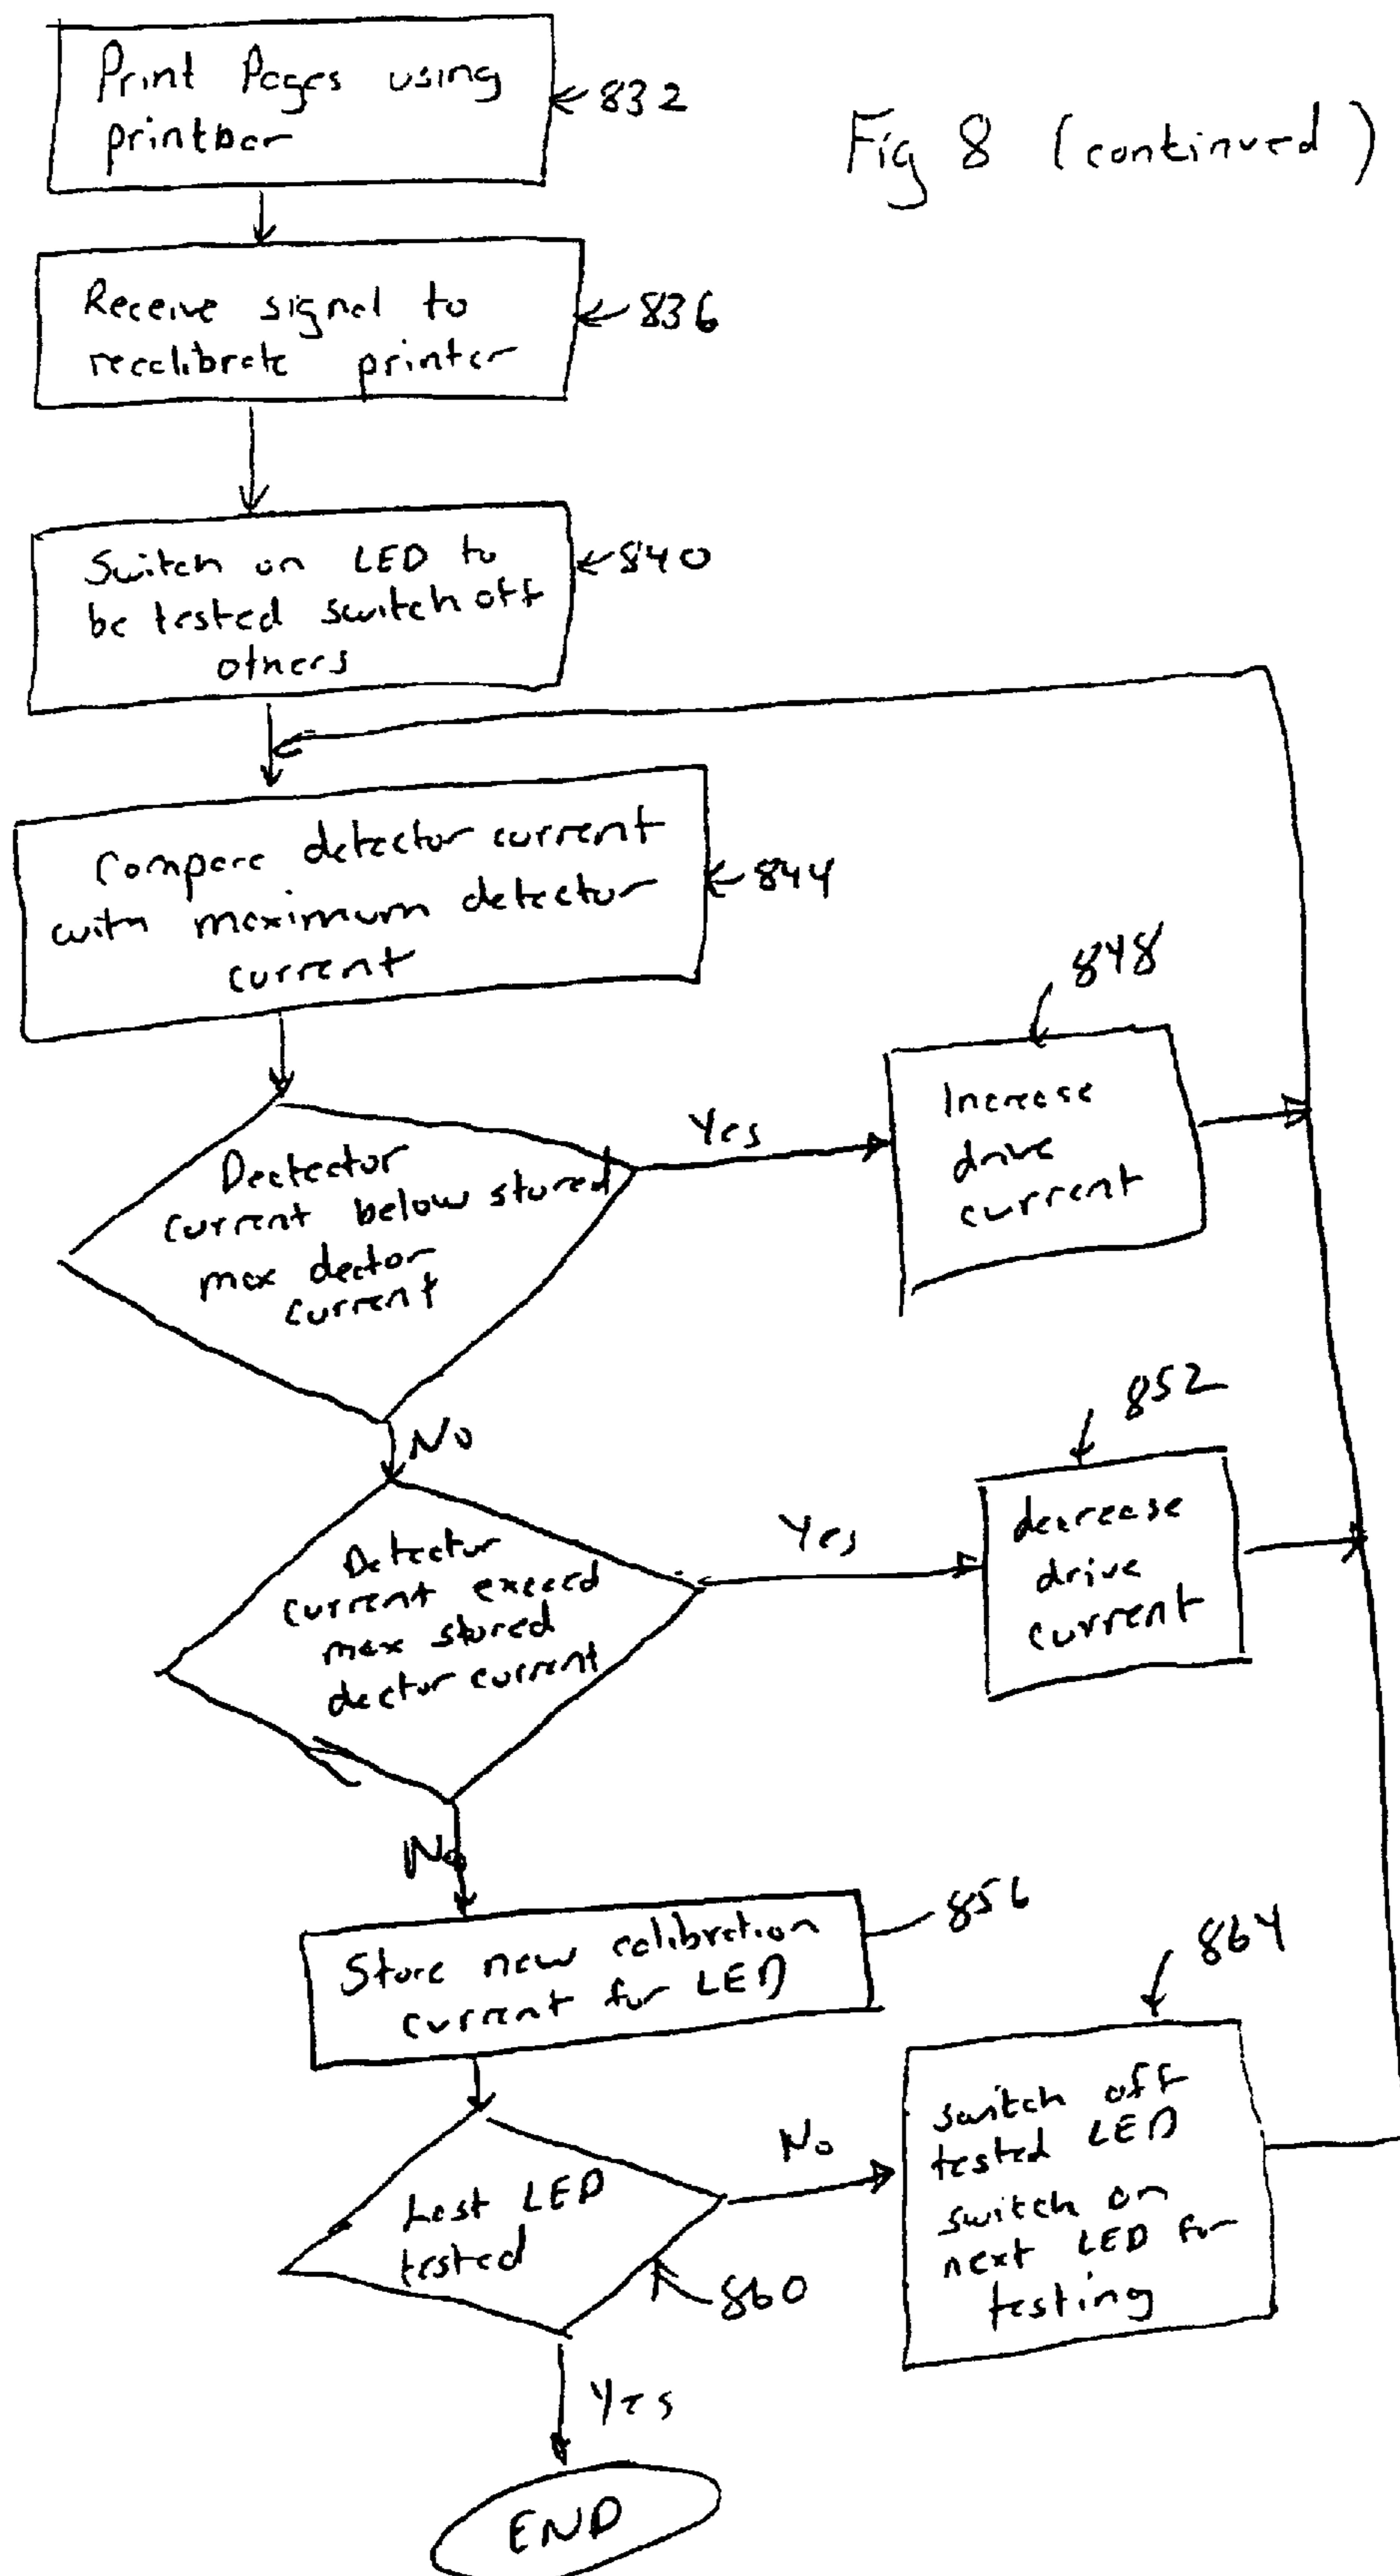 Print Pages using
printbar
832
Fig 8 (continued)
Receive signal to
recalibrate printer
836
Switch on LED to
be tested switch off
others
840
Compare detector current
with maximum detector
current
844
848
Increase
drive
current
Yes
Dectector
current below stored
max dector
current
No
852
decrease
drive
current
Yes
Detector
current exceed
max stored
dector current
No
Store new calibration
current for LED
856
864
switch off
tested LED
switch on
next LED for
testing
No
Last LED
tested
860
Yes
END